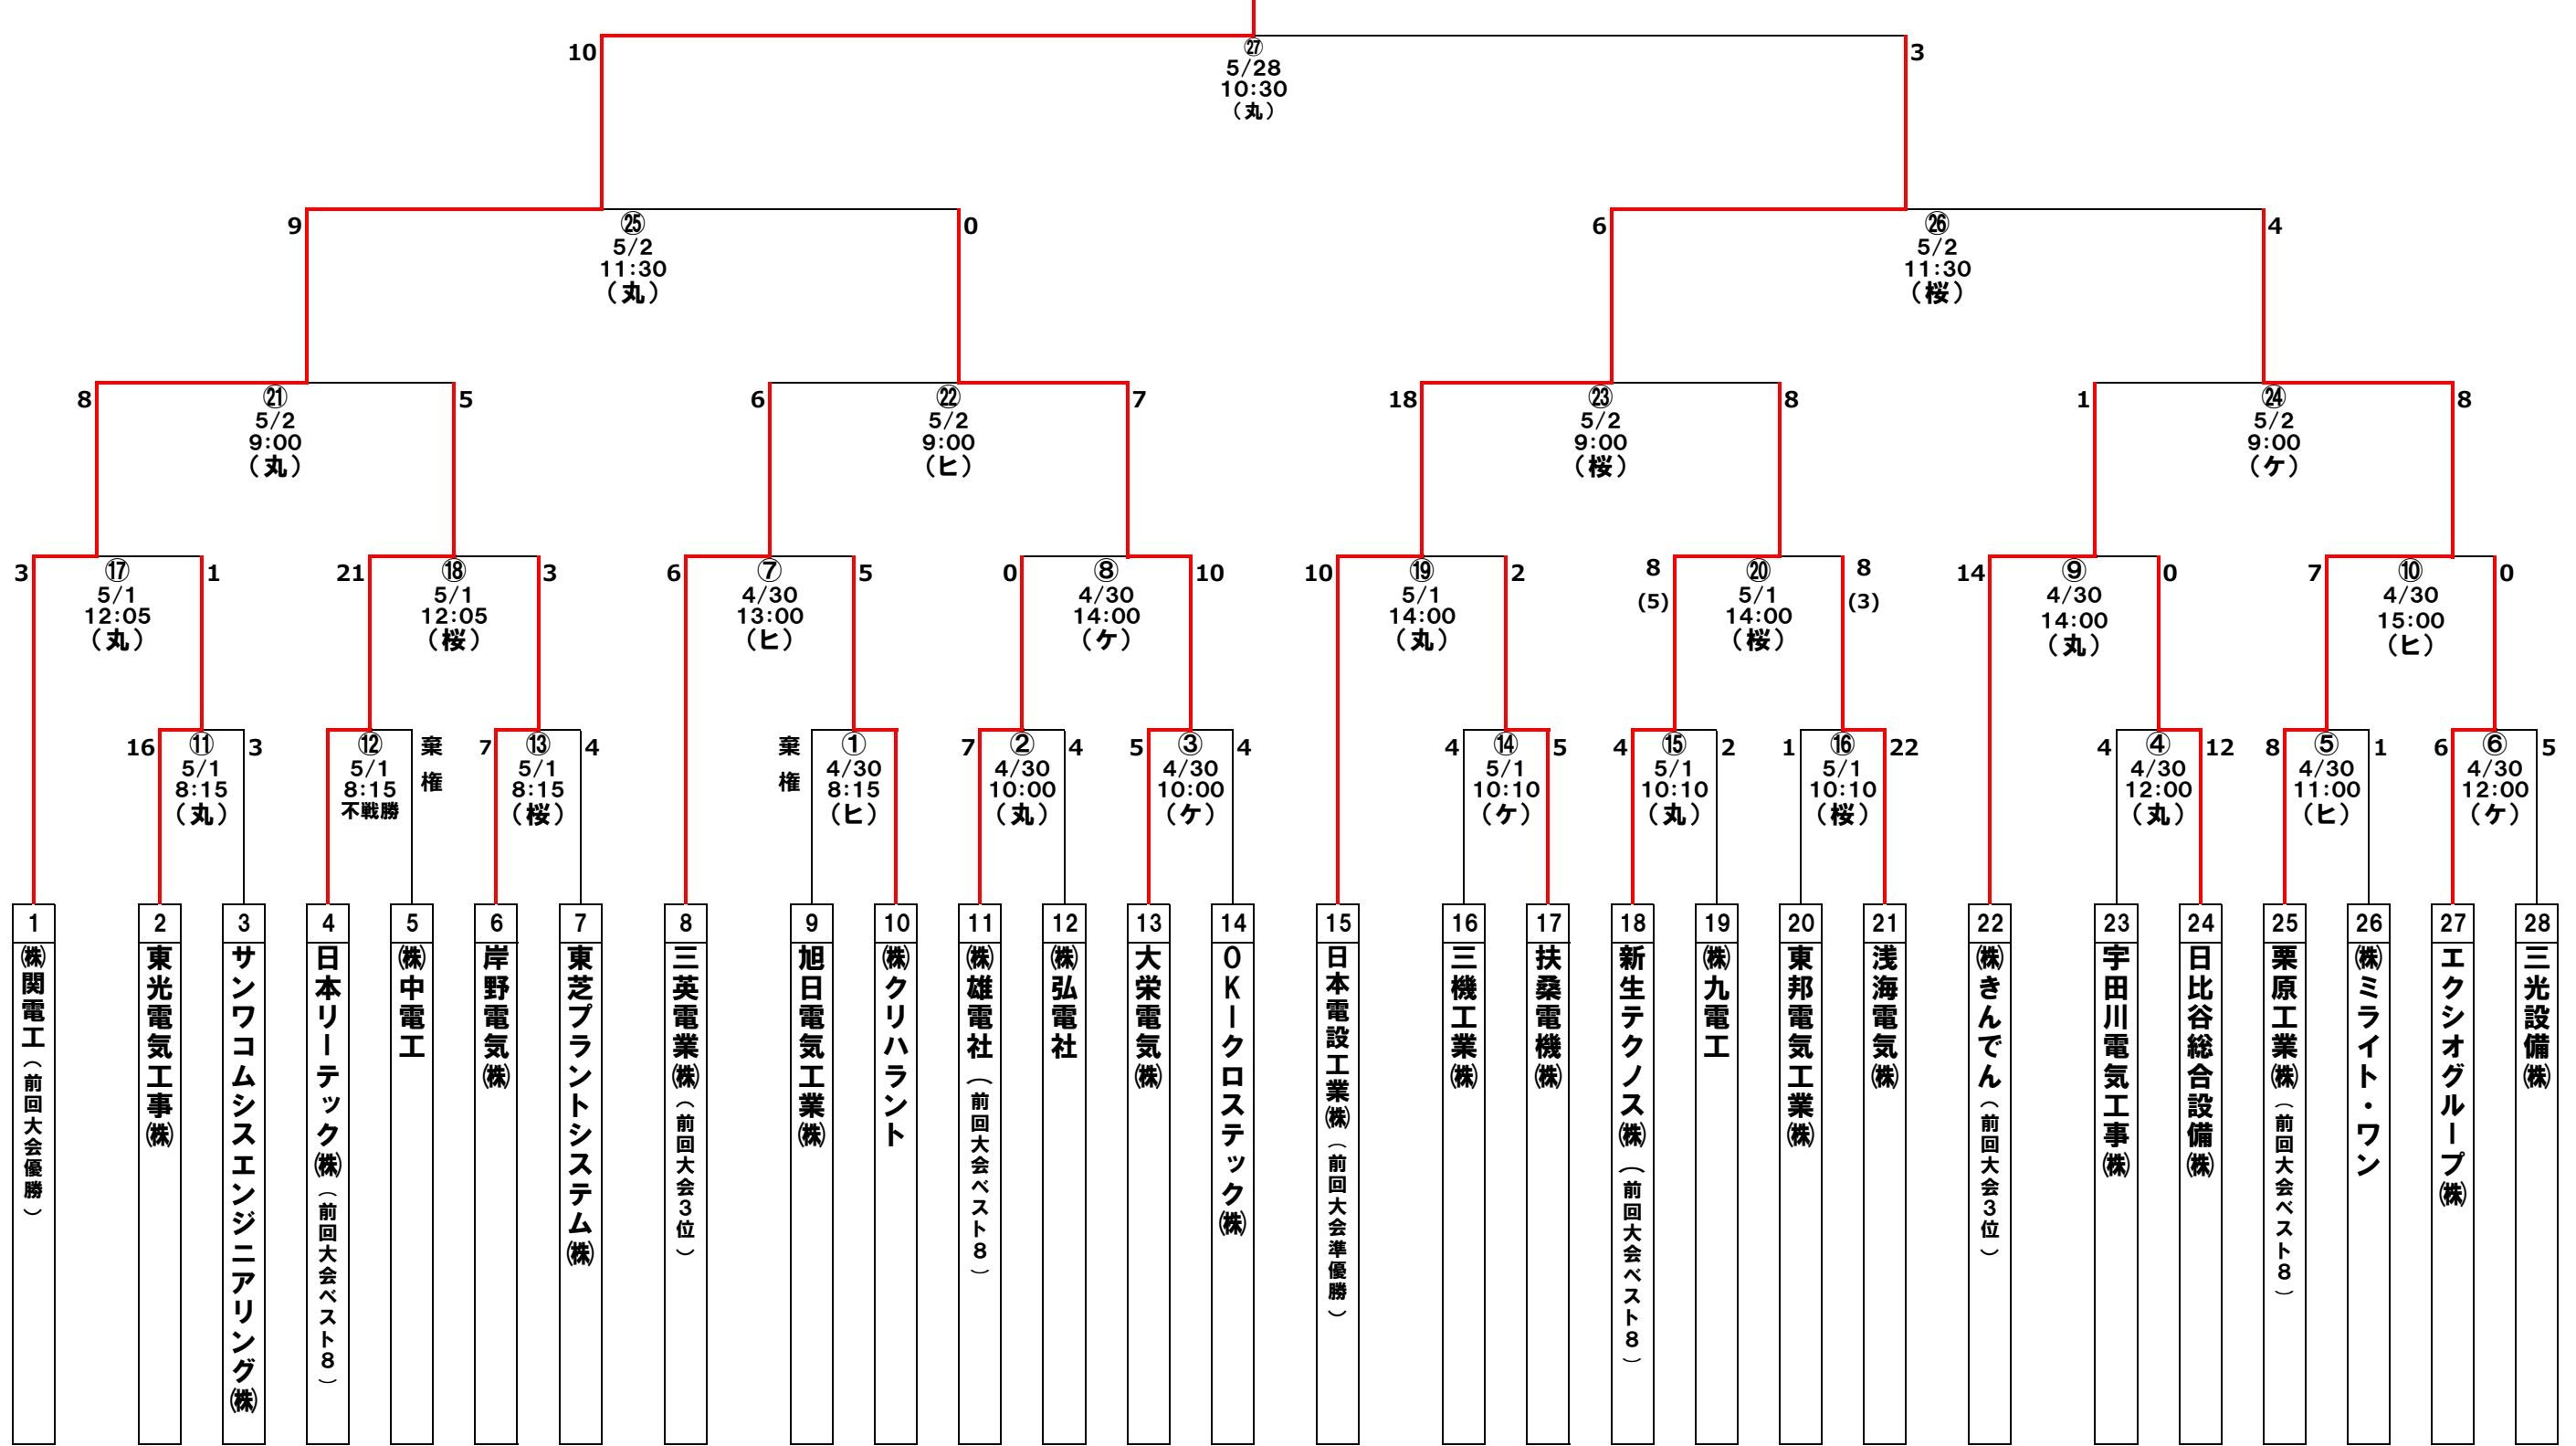 10
㉗
3
5/28
10:30
（丸）
9
㉕
0
5/2
11:30
（丸）
6
㉖
4
5/2
11:30
（桜）
8
㉑
5
5/2
9:00
（丸）
6
㉒
7
5/2
9:00
（ヒ）
18
㉓
8
5/2
9:00
（桜）
1
㉔
8
5/2
9:00
（ケ）
3
⑰
1
5/1
12:05
（丸）
21
⑱
3
5/1
12:05
（桜）
6
⑦
5
4/30
13:00
（ヒ）
0
⑧
10
4/30
14:00
（ケ）
10
⑲
2
5/1
14:00
（丸）
8
(5)
⑳
8
(3)
5/1
14:00
（桜）
14
⑨
0
4/30
14:00
（丸）
7
⑩
0
4/30
15:00
（ヒ）
16
⑪
3
5/1
8:15
（丸）
⑫
棄権
5/1
8:15
不戦勝
7
⑬
4
5/1
8:15
（桜）
棄権
①
4/30
8:15
（ヒ）
7
②
4
4/30
10:00
（丸）
5
③
4
4/30
10:00
（ケ）
4
⑭
5
5/1
10:10
（ケ）
4
⑮
2
5/1
10:10
（丸）
1
⑯
22
5/1
10:10
（桜）
4
④
12
4/30
12:00
（丸）
8
⑤
1
4/30
11:00
（ヒ）
6
⑥
5
4/30
12:00
（ケ）
1
㈱関電工（前回大会優勝）
2
東光電気工事㈱
3
サンワコムシスエンジニアリング㈱
4
日本リーテック㈱（前回大会ベスト8）
5
㈱中電工
6
岸野電気㈱
7
東芝プラントシステム㈱
8
三英電業㈱（前回大会３位）
9
旭日電気工業㈱
10
㈱クリハラント
11
㈱雄電社（前回大会ベスト８）
12
㈱弘電社
13
大栄電気㈱
14
ＯＫＩクロステック㈱
15
日本電設工業㈱（前回大会準優勝）
16
三機工業㈱
17
扶桑電機㈱
18
新生テクノス㈱（前回大会ベスト８）
19
㈱九電工
20
東邦電気工業㈱
21
浅海電気㈱
22
㈱きんでん（前回大会３位）
23
宇田川電気工事㈱
24
日比谷総合設備㈱
25
栗原工業㈱（前回大会ベスト８）
26
㈱ミライト・ワン
27
エクシオグループ㈱
28
三光設備㈱